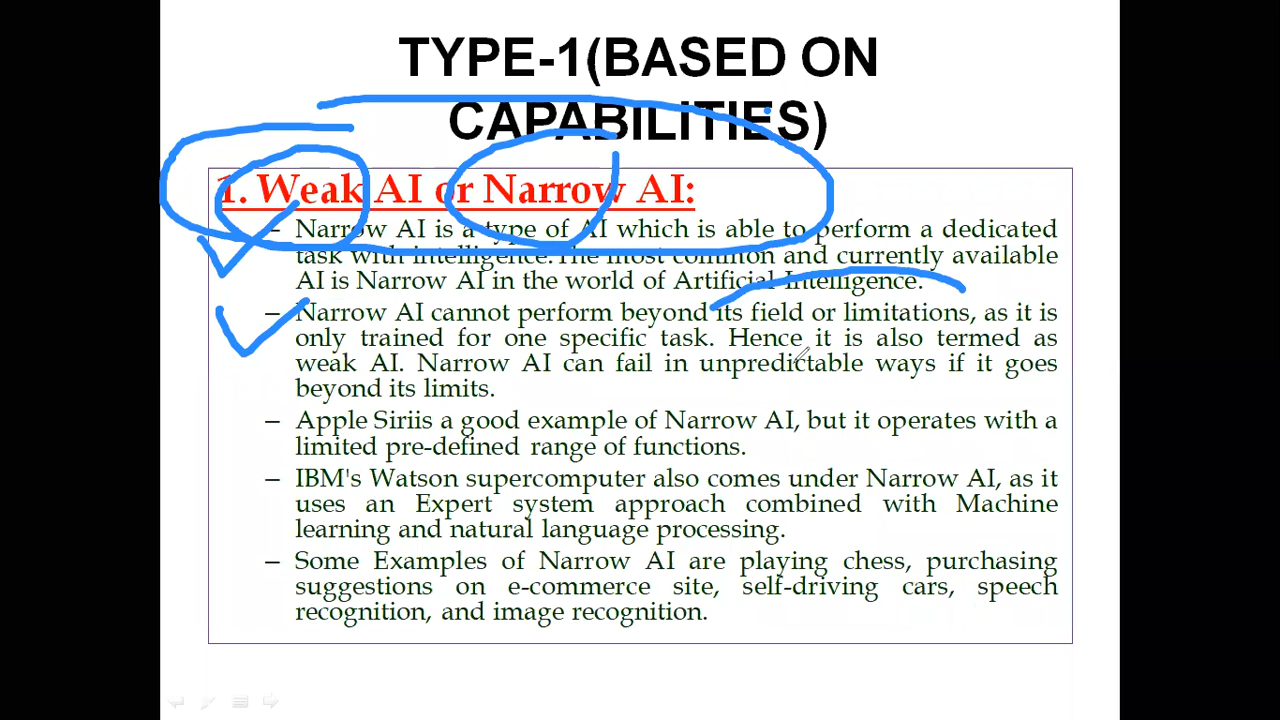 TYPE-1(BASED ON
CAPABILITIES)
1. Weak AI or Narrow AI:
– Narrow AI is a type of AI which is able to perform a dedicated
task with intelligence. The most common and currently available
AI is Narrow AI in the world of Artificial Intelligence.
– Narrow AI cannot perform beyond its field or limitations, as it is
only trained for one specific task. Hence it is also termed as
weak AI. Narrow AI can fail in unpredictable ways if it goes
beyond its limits.
– Apple Siriis a good example of Narrow AI, but it operates with a
limited pre-defined range of functions.
– IBM's Watson supercomputer also comes under Narrow AI, as it
uses an Expert system approach combined with Machine
learning and natural language processing.
– Some Examples of Narrow AI are playing chess, purchasing
suggestions on e-commerce site, self-driving cars, speech
recognition, and image recognition.